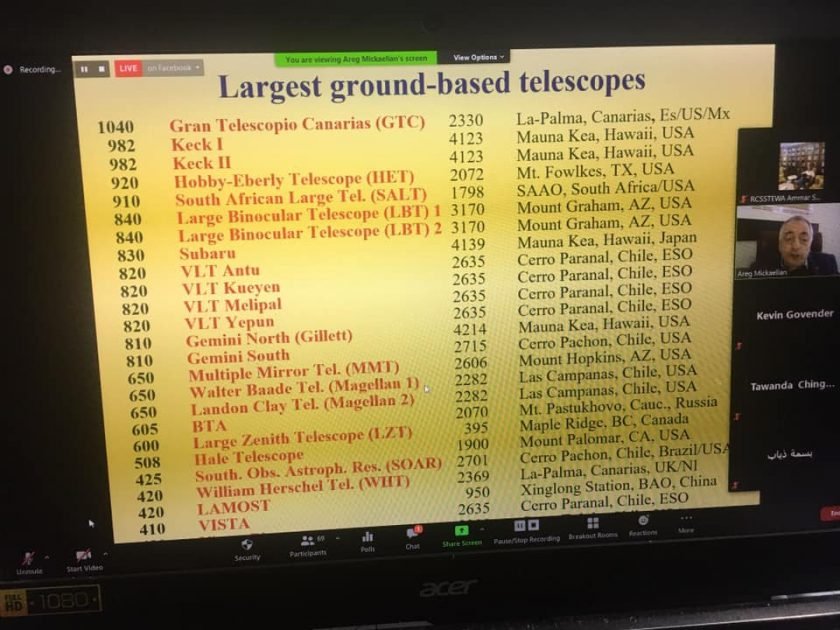 Recording...
LIVE on Facebook
You are viewing Areg Mickaelian's screen
View Options
Largest ground-based telescopes
1040 Gran Telescopio Canarias (GTC) 2330 La-Palma, Canarias, Es/US/Mx
982 Keck I 4123 Mauna Kea, Hawaii, USA
982 Keck II 4123 Mauna Kea, Hawaii, USA
920 Hobby-Eberly Telescope (HET) 2072 Mt. Fowlkes, TX, USA
910 South African Large Tel. (SALT) 1798 SAAO, South Africa/USA
840 Large Binocular Telescope (LBT) 1 3170 Mount Graham, AZ, USA
840 Large Binocular Telescope (LBT) 2 3170 Mount Graham, AZ, USA
830 Subaru 4139 Mauna Kea, Hawaii, Japan
820 VLT Antu 2635 Cerro Paranal, Chile, ESO
820 VLT Kueyen 2635 Cerro Paranal, Chile, ESO
820 VLT Melipal 2635 Cerro Paranal, Chile, ESO
820 VLT Yepun 2635 Cerro Paranal, Chile, ESO
810 Gemini North (Gillett) 4214 Mauna Kea, Hawaii, USA
810 Gemini South 2715 Cerro Pachon, Chile, USA
650 Multiple Mirror Tel. (MMT) 2606 Mount Hopkins, AZ, USA
650 Walter Baade Tel. (Magellan 1) 2282 Las Campanas, Chile, USA
650 Landon Clay Tel. (Magellan 2) 2282 Las Campanas, Chile, USA
605 BTA 2070 Mt. Pastukhovo, Cauc., Russia
600 Large Zenith Telescope (LZT) 395 Maple Ridge, BC, Canada
508 Hale Telescope 1900 Mount Palomar, CA, USA
425 South. Obs. Astroph. Res. (SOAR) 2701 Cerro Pachon, Chile, Brazil/USA
420 William Herschel Tel. (WHT) 2369 La-Palma, Canarias, UK/NI
420 LAMOST 950 Xinglong Station, BAO, China
410 VISTA 2635 Cerro Paranal, Chile, ESO
RCSSTEWA Ammar S...
Areg Mickaelian
Kevin Govender
Tawanda Ching...
بسمة ذياب
Unmute
Start Video
Security
Participants 69
Polls
Chat 1
Share Screen
Pause/Stop Recording
Breakout Rooms
Reactions
More
acer
FULL HD 1080